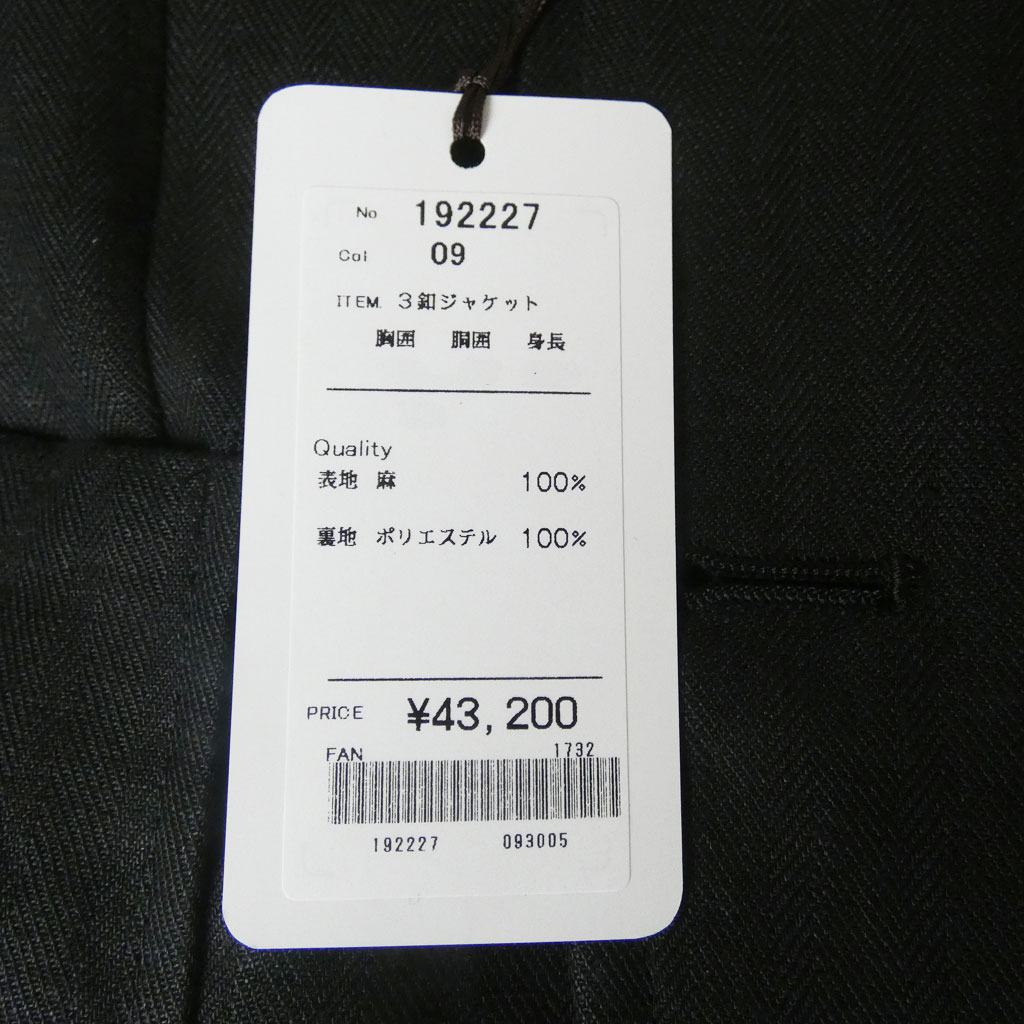 No 192227
Col 09
ITEM. 3釦ジャケット
胸囲 胴囲 身長
Quality
表地 麻 100%
裏地 ポリエステル 100%
PRICE ¥43,200
FAN 1732
192227 093005